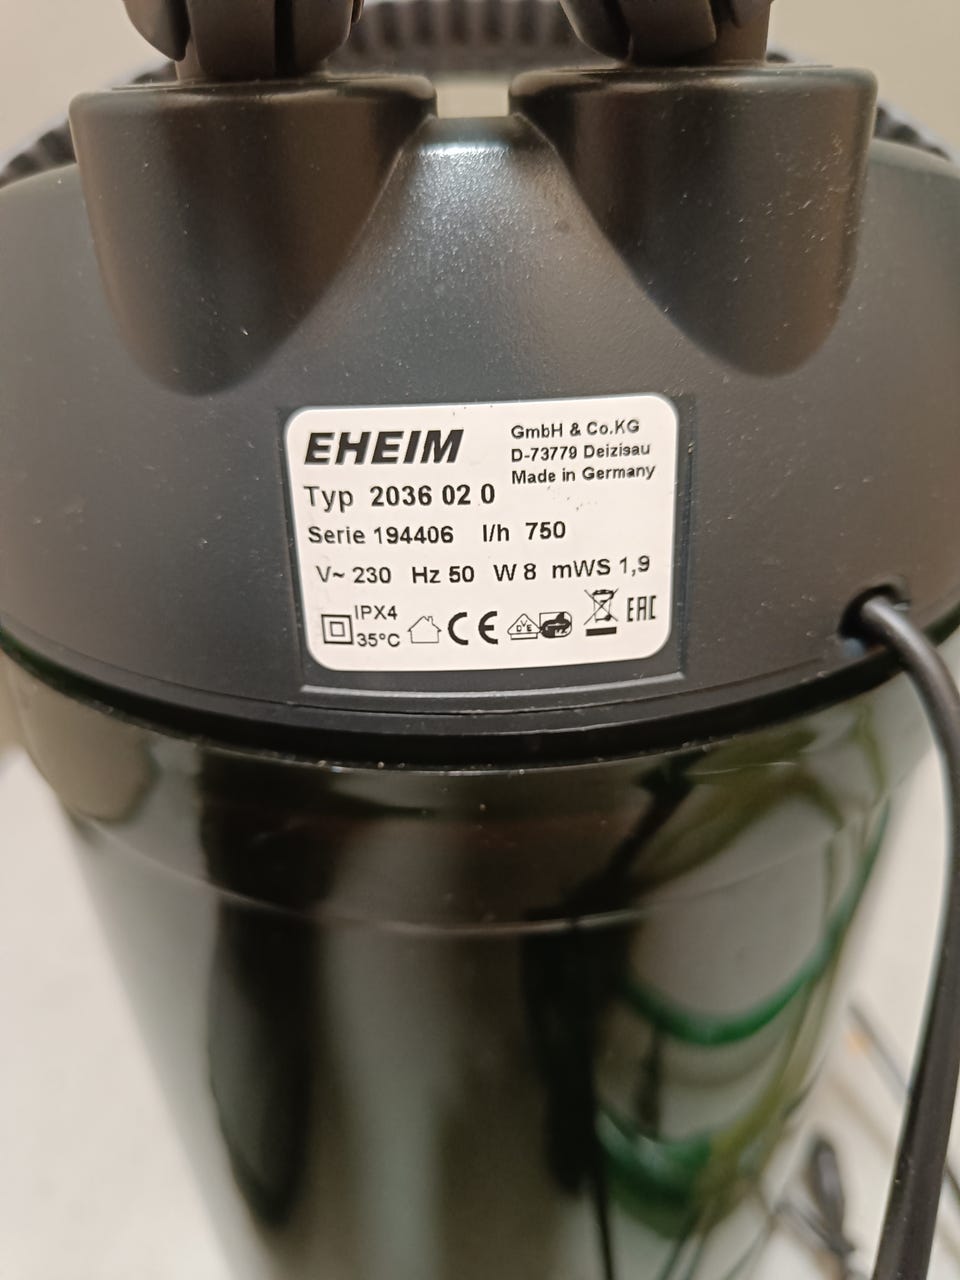 EHEIM
GmbH & Co.KG
D-73779 Deizisau
Made in Germany
Typ 2036 02 0
Serie 194406 l/h 750
V~ 230 Hz 50 W 8 mWS 1,9
IPX4
35°C
CE
DVE
EAC